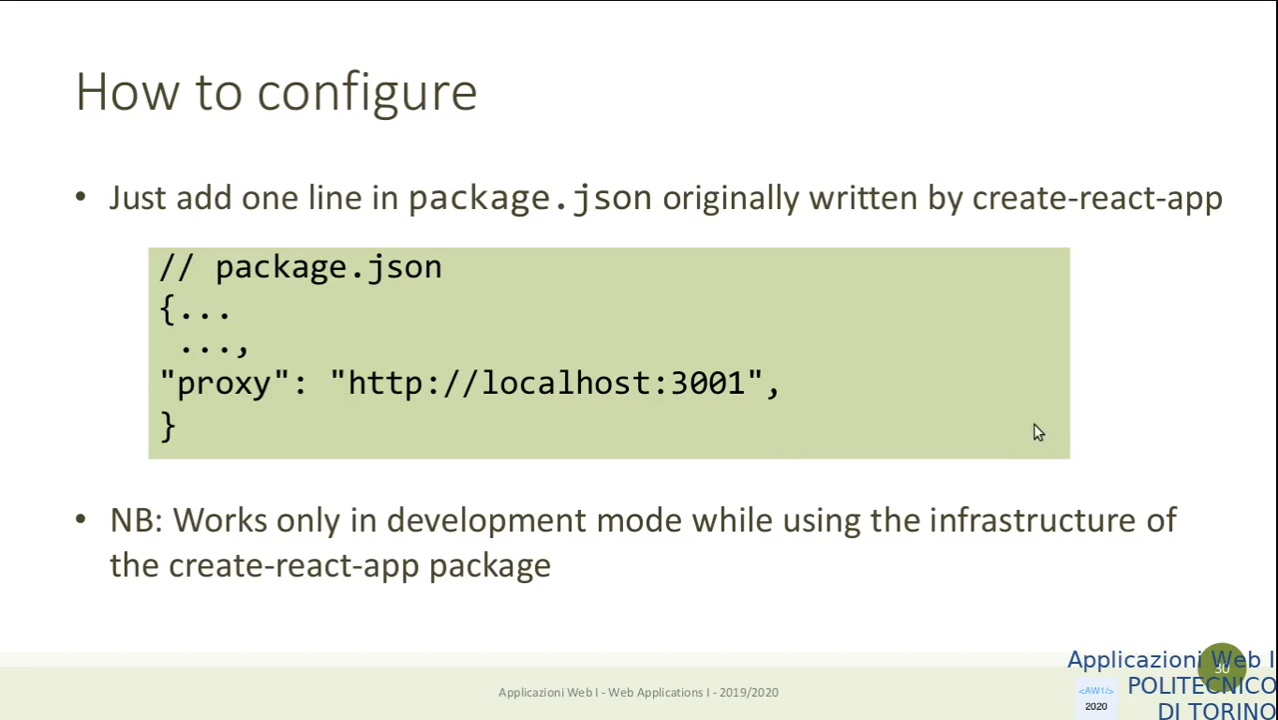 How to configure
• Just add one line in package.json originally written by create-react-app
// package.json
{...
 ...,
"proxy": "http://localhost:3001",
}
• NB: Works only in development mode while using the infrastructure of
the create-react-app package
Applicazioni Web I - Web Applications I - 2019/2020
30
Applicazioni Web I
POLITECNICO
DI TORINO
<AW1/>
2020